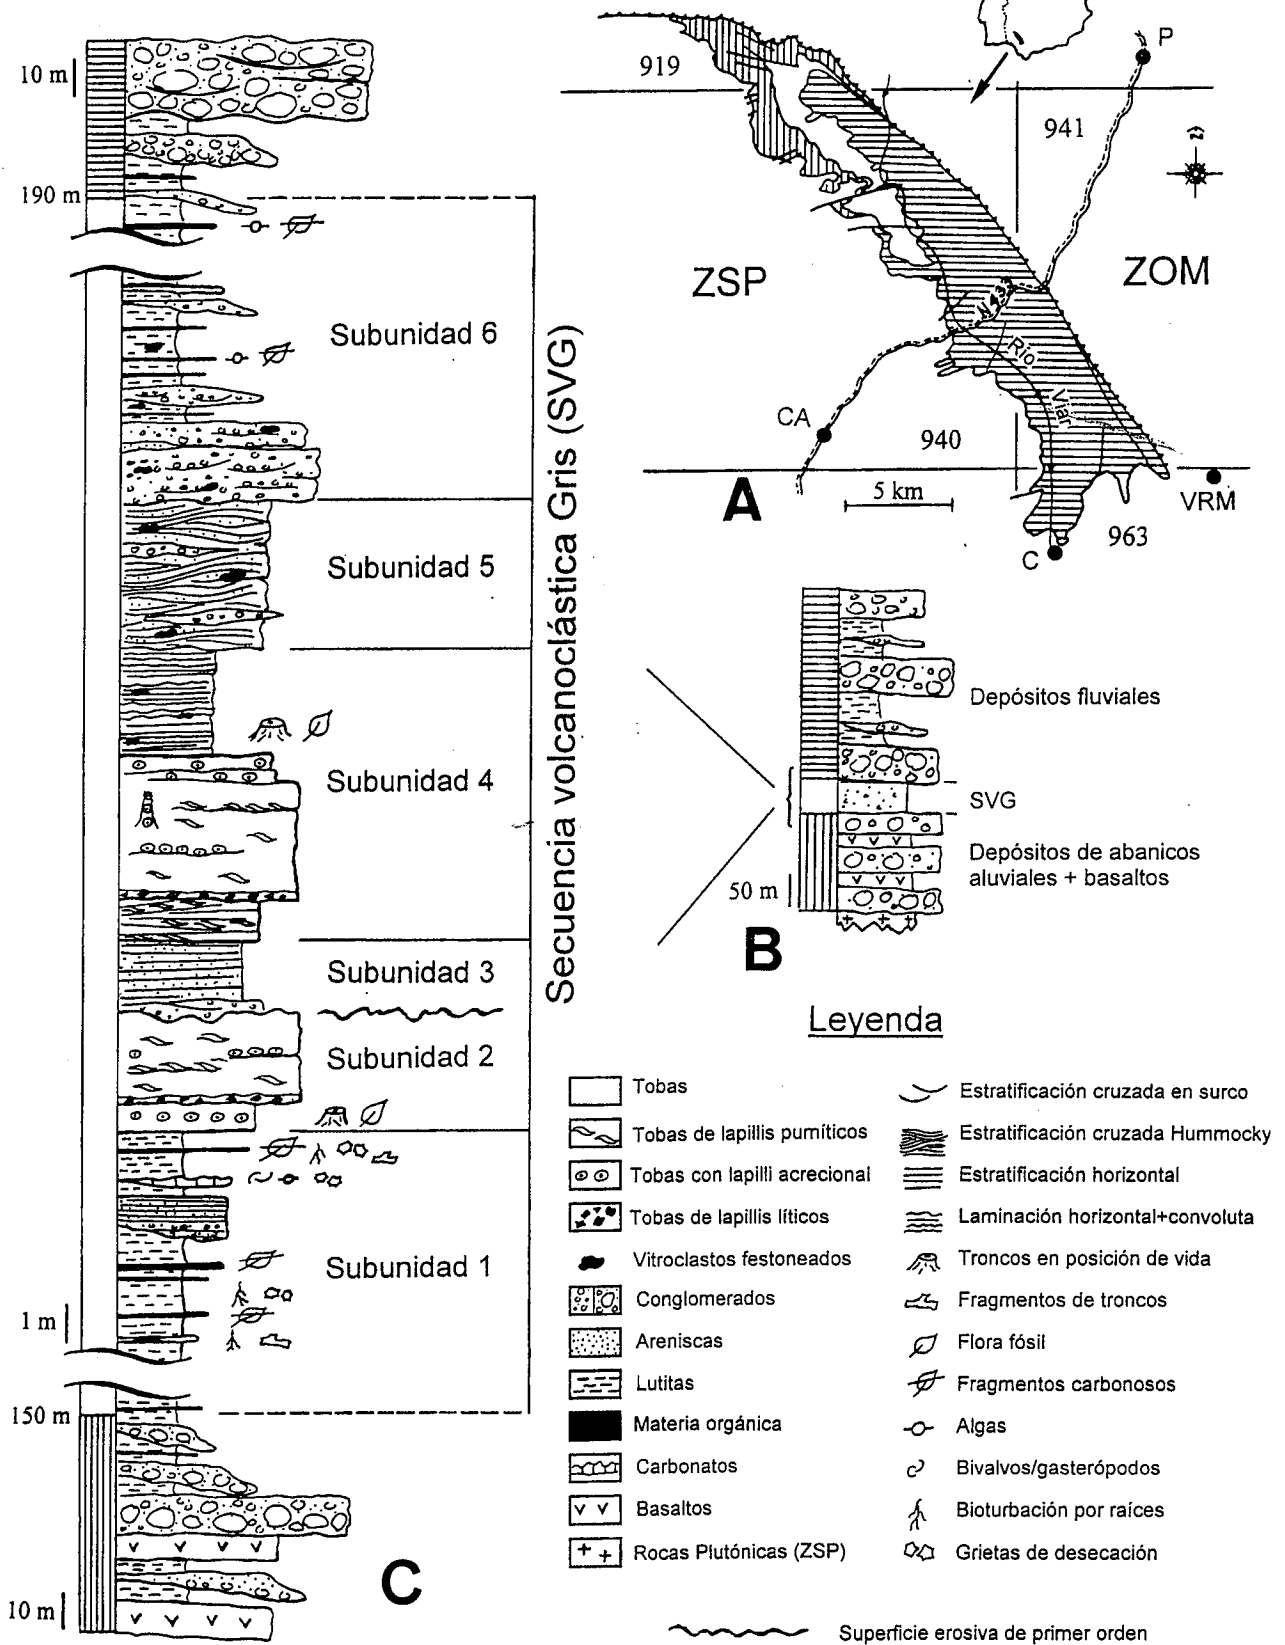 10 m
190 m
Subunidad 6
Subunidad 5
Subunidad 4
Subunidad 3
Subunidad 2
Subunidad 1
1 m
150 m
10 m
C
Secuencia volcanoclástica Gris (SVG)
919
941
P
ZSP
ZOM
Río
Viar
CA
940
A
5 km
VRM
963
C
Depósitos fluviales
SVG
Depósitos de abanicos
aluviales + basaltos
50 m
B
Leyenda
Tobas
Tobas de lapillis pumíticos
Tobas con lapilli acrecional
Tobas de lapillis líticos
Vitroclastos festoneados
Conglomerados
Areniscas
Lutitas
Materia orgánica
Carbonatos
Basaltos
Rocas Plutónicas (ZSP)
Estratificación cruzada en surco
Estratificación cruzada Hummocky
Estratificación horizontal
Laminación horizontal+convoluta
Troncos en posición de vida
Fragmentos de troncos
Flora fósil
Fragmentos carbonosos
Algas
Bivalvos/gasterópodos
Bioturbación por raíces
Grietas de desecación
Superficie erosiva de primer orden